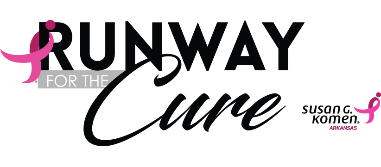 RUNWAY
FOR THE
Cure
susan g.
komen.
ARKANSAS